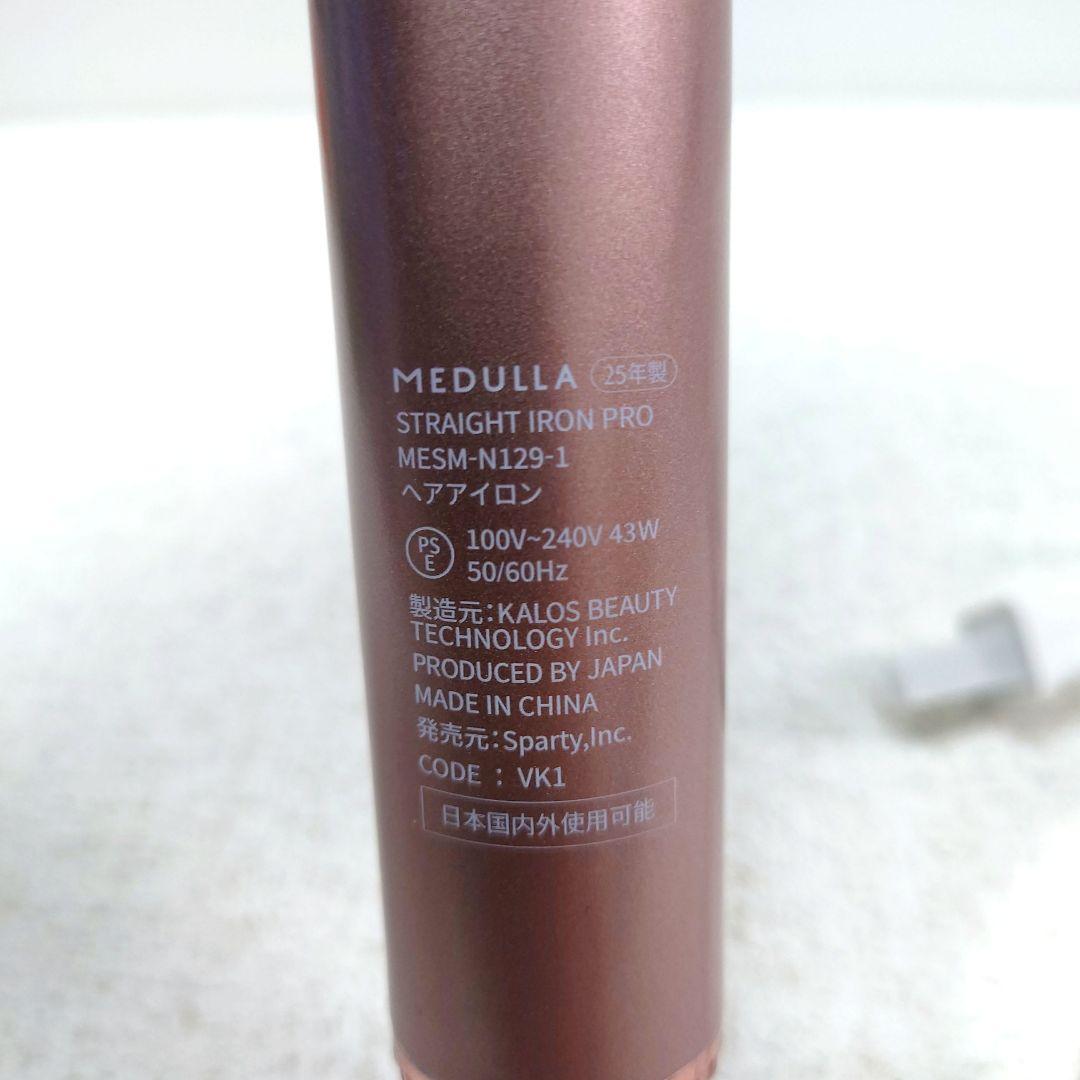 MEDULLA 25年製
STRAIGHT IRON PRO
MESM-N129-1
ヘアアイロン
PS
E
100V~240V 43W
50/60Hz
製造元:KALOS BEAUTY
TECHNOLOGY Inc.
PRODUCED BY JAPAN
MADE IN CHINA
発売元:Sparty,Inc.
CODE : VK1
日本国内外使用可能